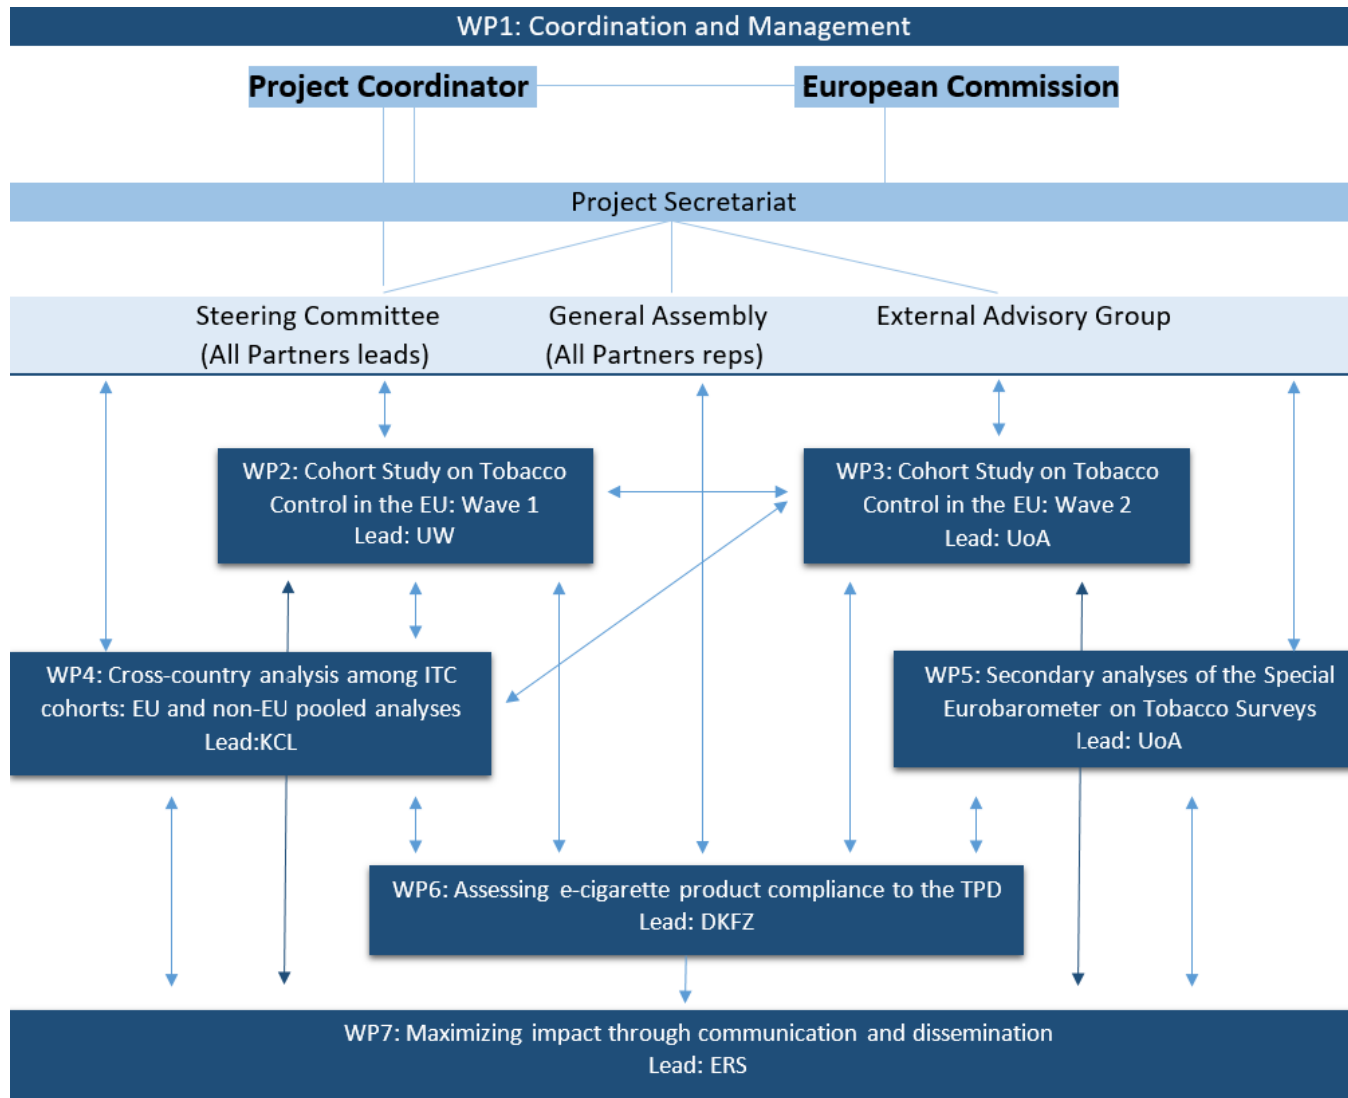 WP1: Coordination and Management
Project Coordinator
European Commission
Project Secretariat
Steering Committee
(All Partners leads)
General Assembly
(All Partners reps)
External Advisory Group
WP2: Cohort Study on Tobacco
Control in the EU: Wave 1
Lead: UW
WP3: Cohort Study on Tobacco
Control in the EU: Wave 2
Lead: UoA
WP4: Cross-country analysis among ITC
cohorts: EU and non-EU pooled analyses
Lead:KCL
WP5: Secondary analyses of the Special
Eurobarometer on Tobacco Surveys
Lead: UoA
WP6: Assessing e-cigarette product compliance to the TPD
Lead: DKFZ
WP7: Maximizing impact through communication and dissemination
Lead: ERS